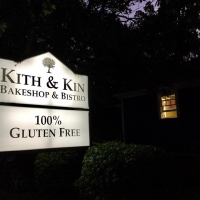 KITH & KIN
BAKESHOP & BISTRO
100%
GLUTEN FREE